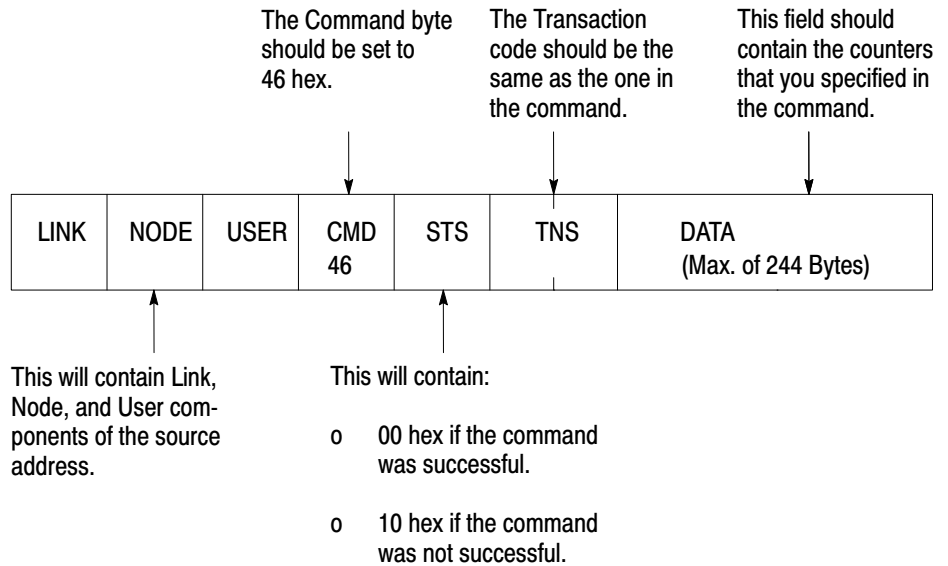 The Command byte
should be set to
46 hex.
The Transaction
code should be the
same as the one in
the command.
This field should
contain the counters
that you specified in
the command.
LINK NODE USER CMD STS TNS DATA
46 (Max. of 244 Bytes)
This will contain Link,
Node, and User com-
ponents of the source
address.
This will contain:
o 00 hex if the command
was successful.
o 10 hex if the command
was not successful.